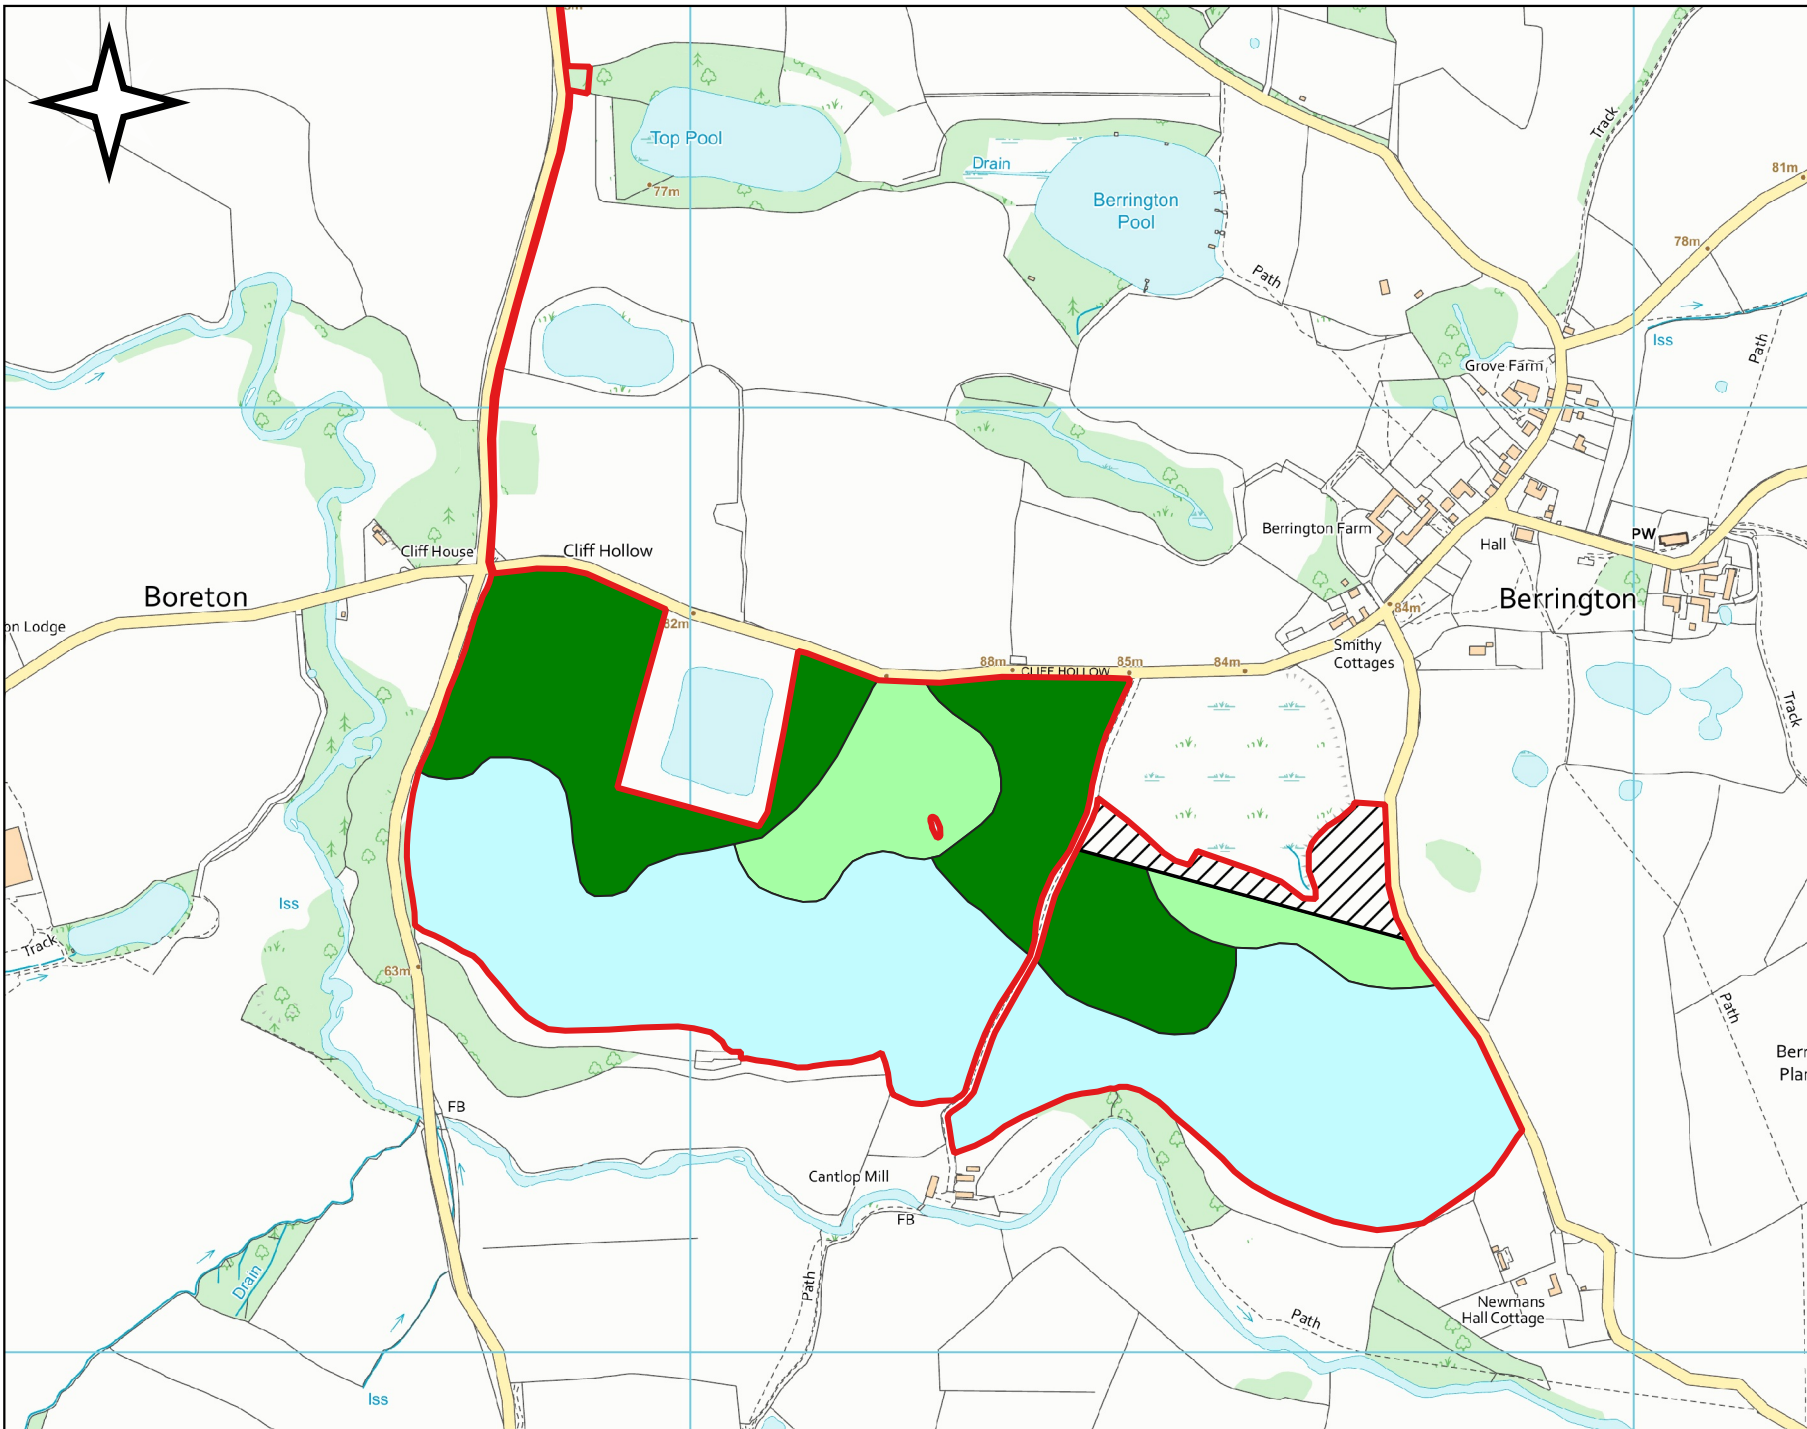 Top Pool
77m
Drain
Berrington
Pool
Path
Track
81m
78m
Iss
Path
Grove Farm
Berrington Farm
Hall
PW
Cliff House
Cliff Hollow
Boreton
on Lodge
82m
Berrington
84m
Smithy
Cottages
88m
CLIFF HOLLOW
85m
84m
Track
Iss
Track
63m
Path
Berr
Plan
FB
Cantlop Mill
FB
Drain
Path
Path
Newmans
Hall Cottage
Iss